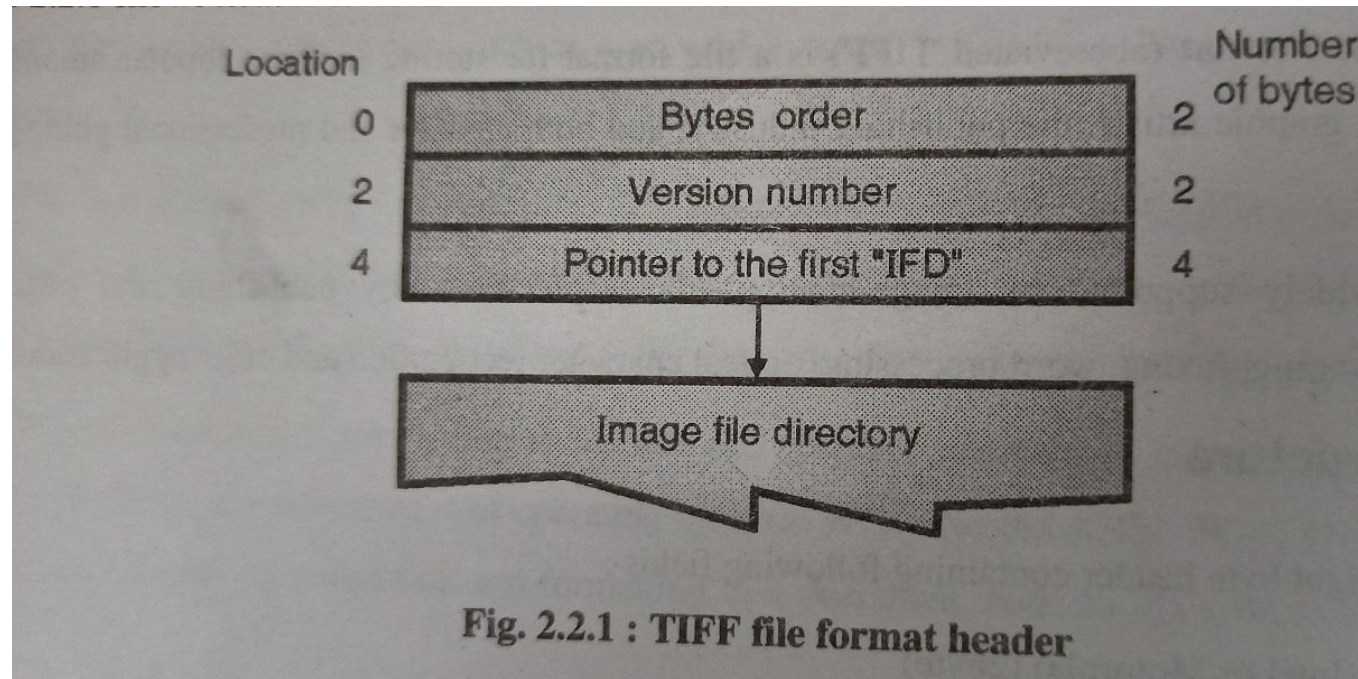 Location
Number
of bytes
0 Bytes order 2
2 Version number 2
4 Pointer to the first "IFD" 4
Image file directory
Fig. 2.2.1 : TIFF file format header